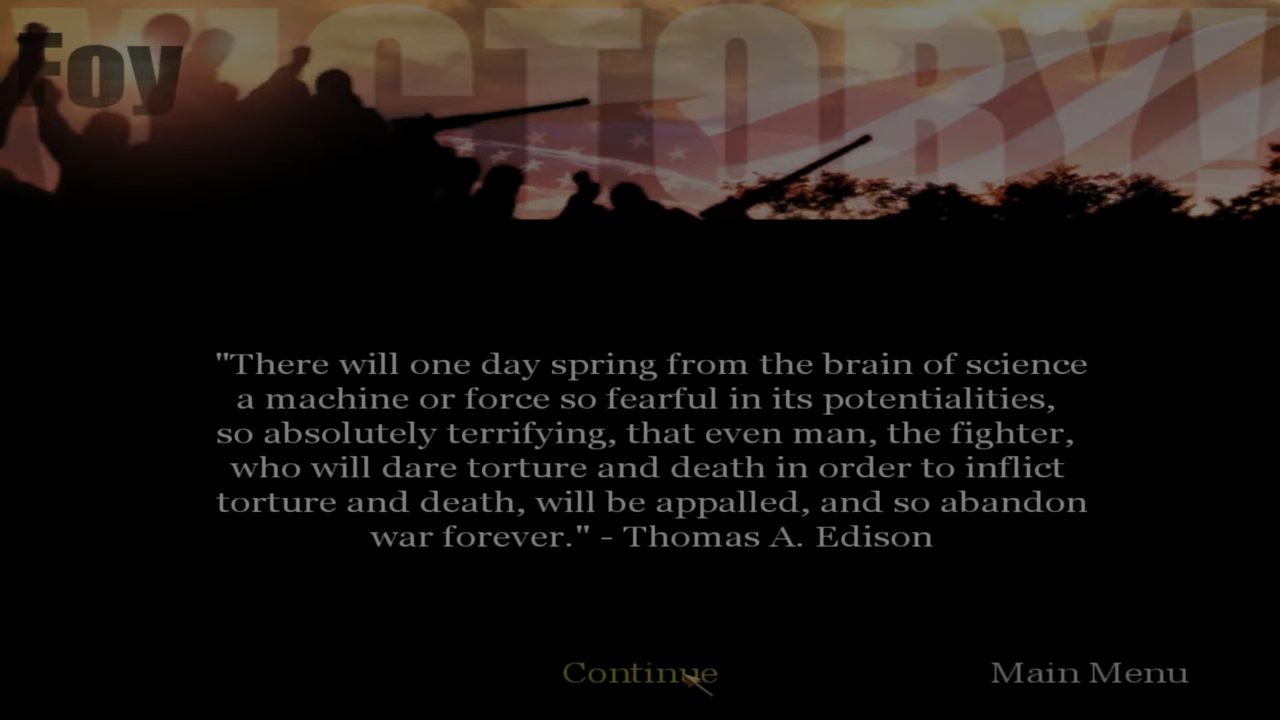 VICTORY!
Foy
"There will one day spring from the brain of science
a machine or force so fearful in its potentialities,
so absolutely terrifying, that even man, the fighter,
who will dare torture and death in order to inflict
torture and death, will be appalled, and so abandon
war forever." - Thomas A. Edison
Continue
Main Menu